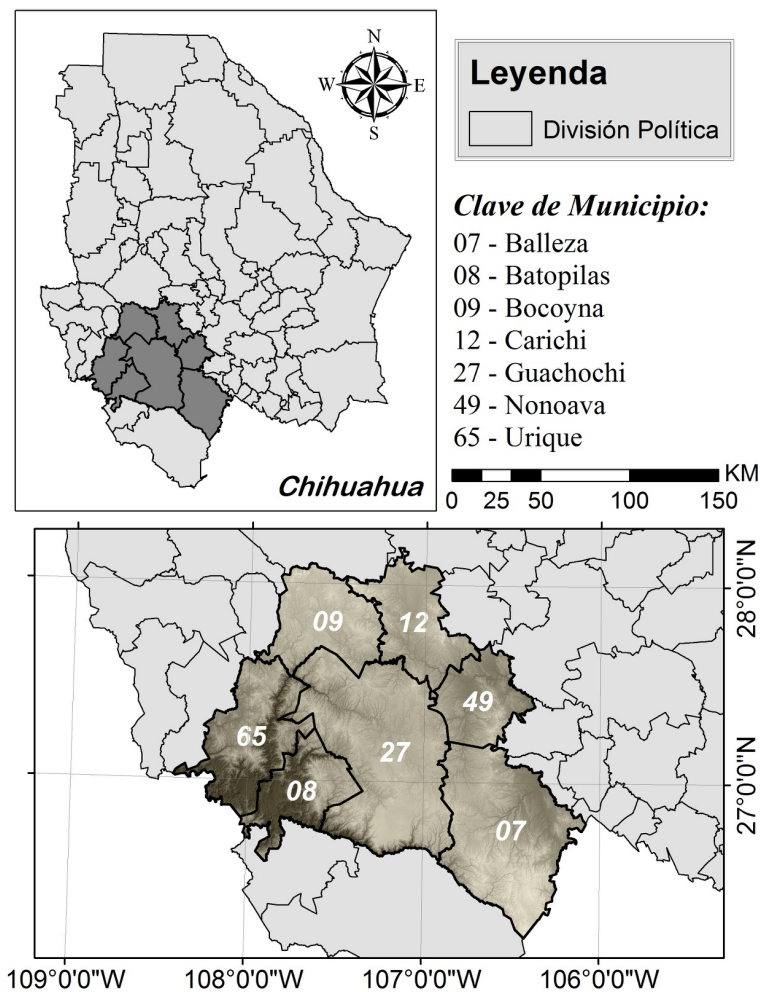 N
W E
S
Chihuahua
Leyenda
División Política
Clave de Municipio:
07 - Balleza
08 - Batopilas
09 - Bocoyna
12 - Carichi
27 - Guachochi
49 - Nonoava
65 - Urique
KM
0 25 50 100 150
09
12
49
65
27
08
07
28°0'0"N
27°0'0"N
109°0'0"W 108°0'0"W 107°0'0"W 106°0'0"W